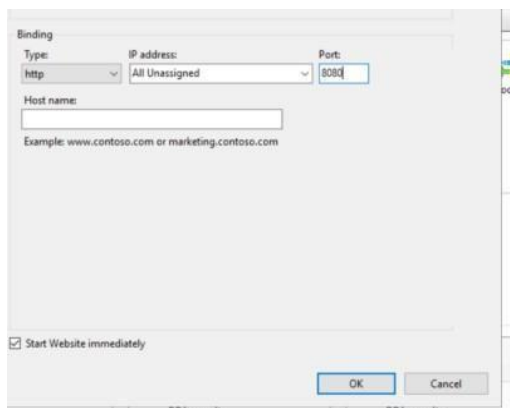 Binding
Type: IP address: Port:
http All Unassigned 8080
Host name:
Example: www.contoso.com or marketing.contoso.com
Start Website immediately
OK Cancel